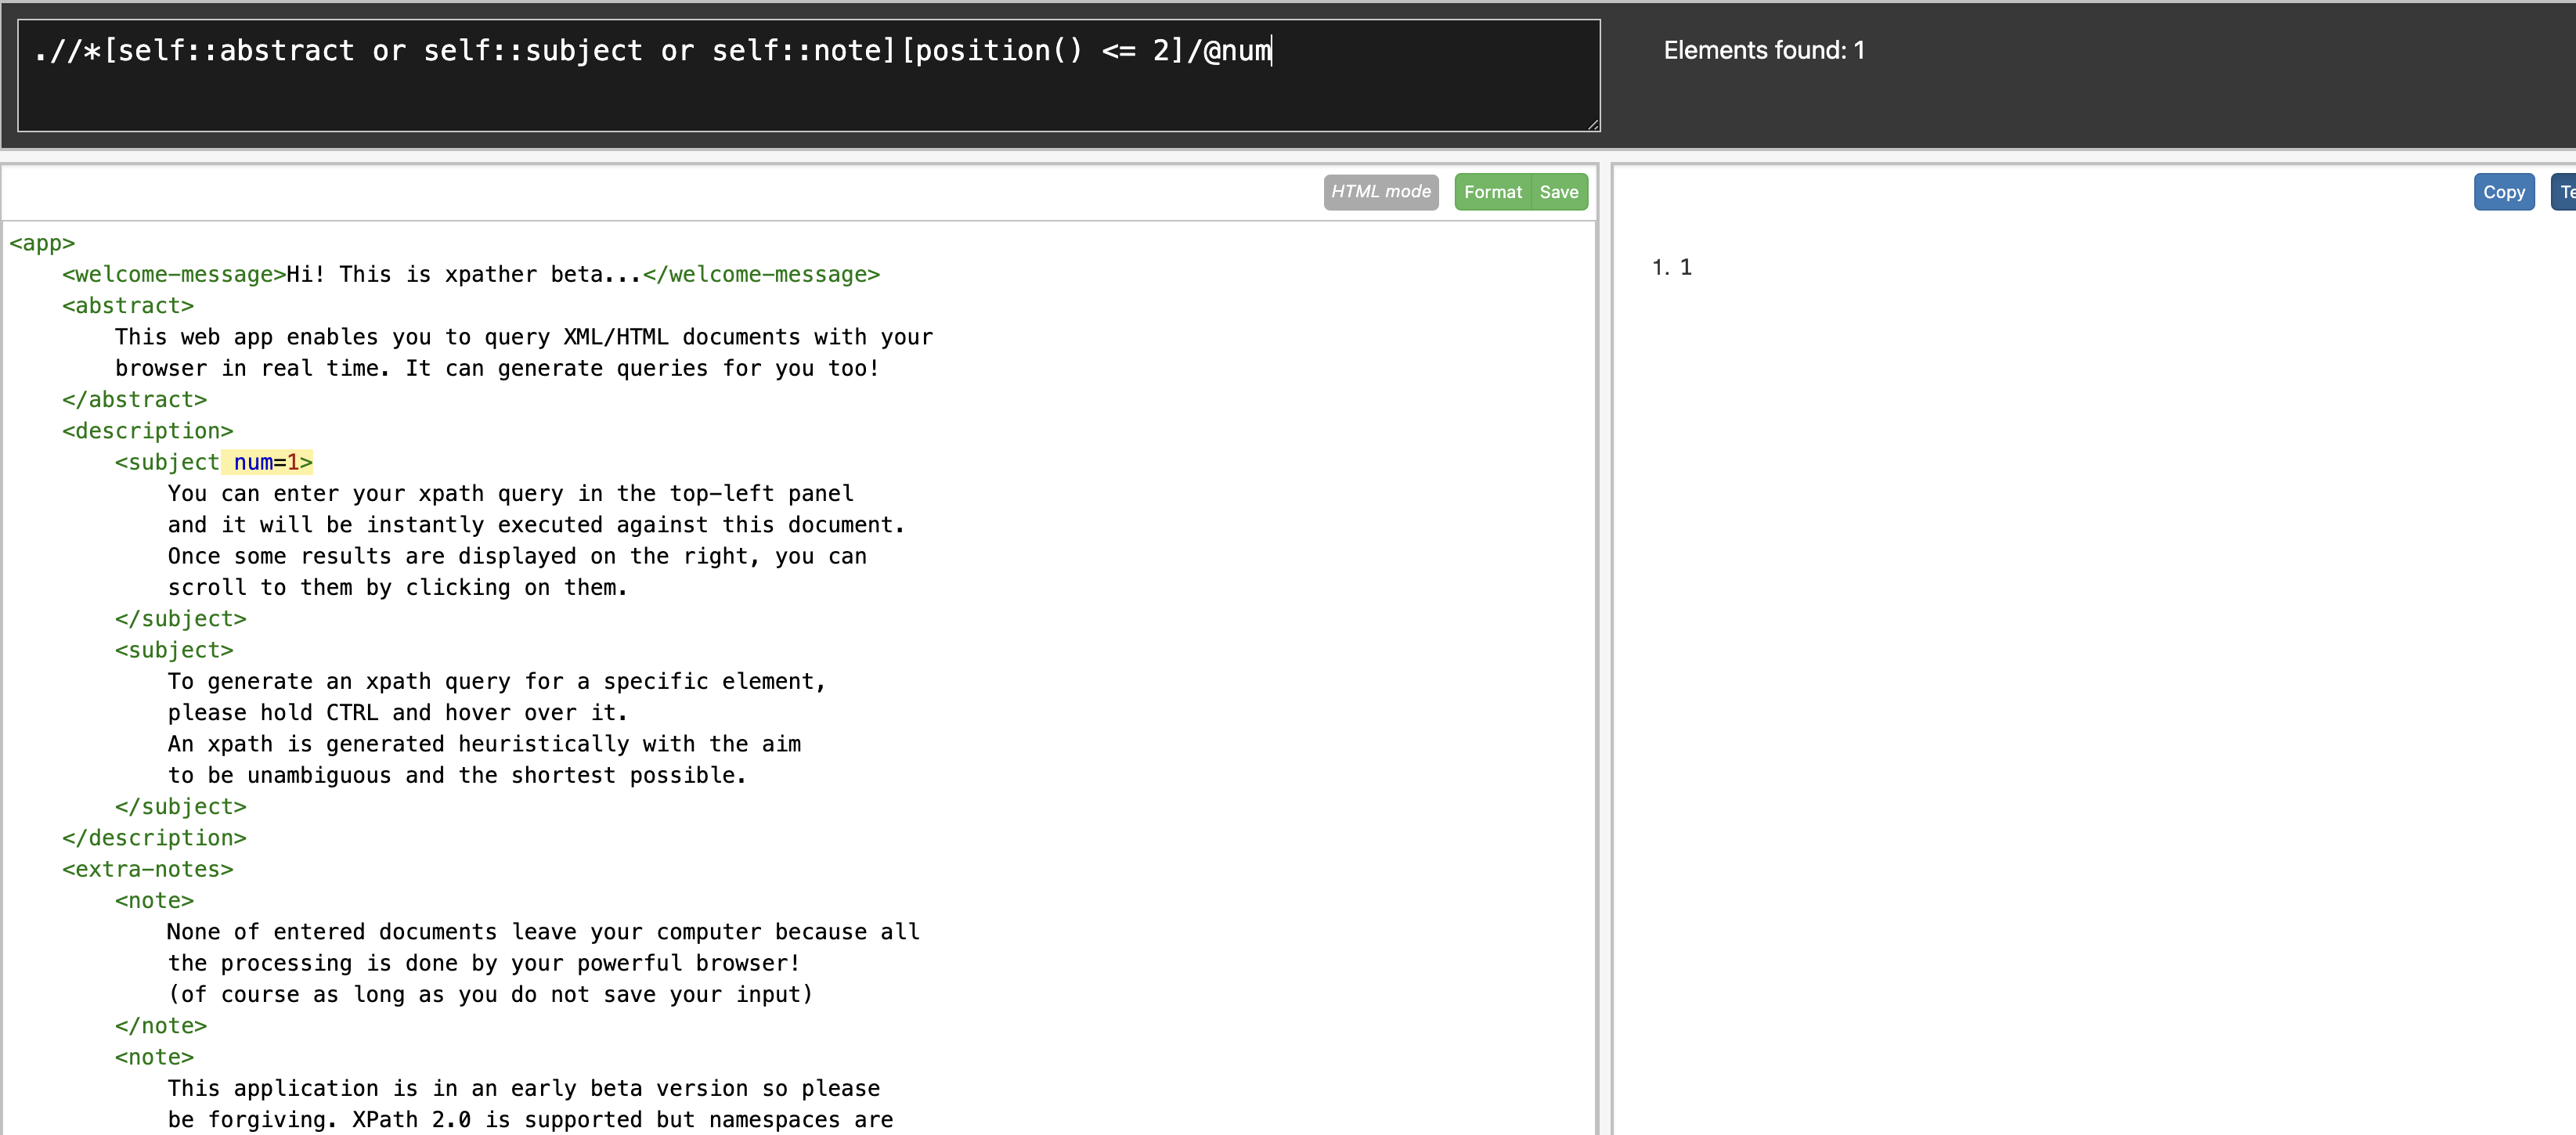 .//*[self::abstract or self::subject or self::note][position() <= 2]/@num
Elements found: 1
HTML mode
Format
Save
Copy
<app>
<welcome-message>Hi! This is xpather beta...</welcome-message>
<abstract>
This web app enables you to query XML/HTML documents with your
browser in real time. It can generate queries for you too!
</abstract>
<description>
<subject num=1>
You can enter your xpath query in the top-left panel
and it will be instantly executed against this document.
Once some results are displayed on the right, you can
scroll to them by clicking on them.
</subject>
<subject>
To generate an xpath query for a specific element,
please hold CTRL and hover over it.
An xpath is generated heuristically with the aim
to be unambiguous and the shortest possible.
</subject>
</description>
<extra-notes>
<note>
None of entered documents leave your computer because all
the processing is done by your powerful browser!
(of course as long as you do not save your input)
</note>
<note>
This application is in an early beta version so please
be forgiving. XPath 2.0 is supported but namespaces are
1. 1